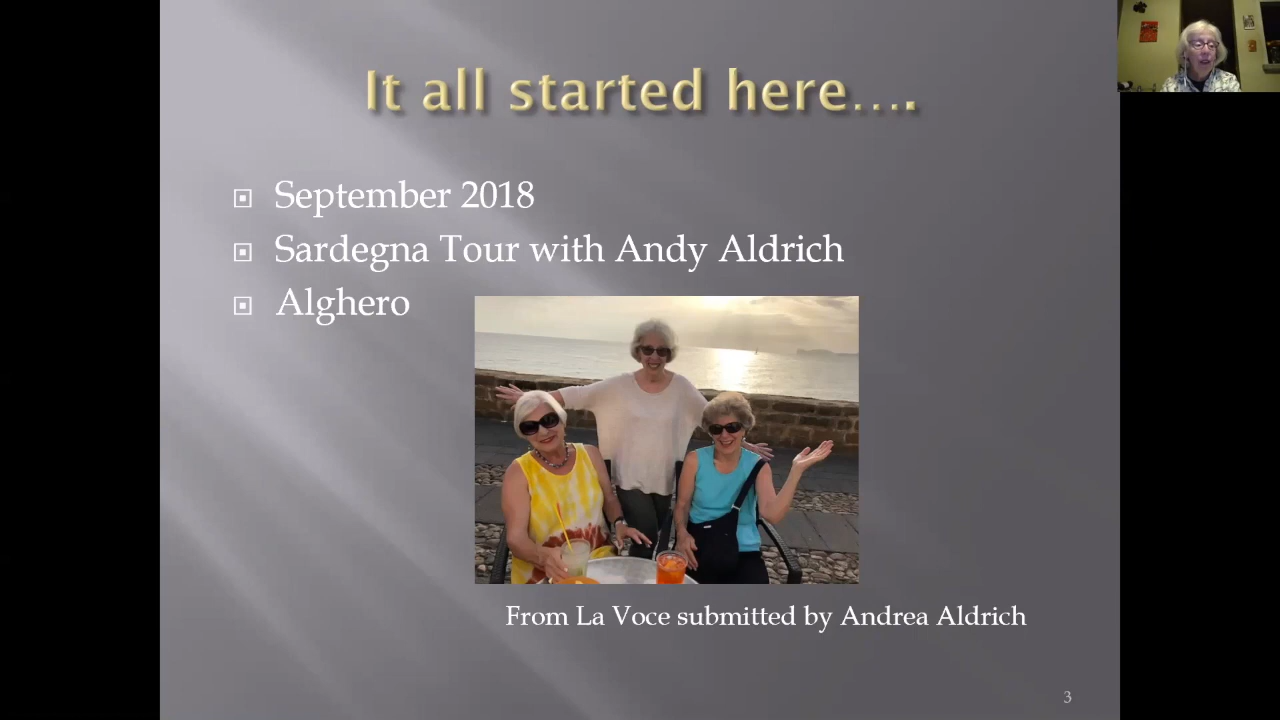 It all started here….
September 2018
Sardegna Tour with Andy Aldrich
Alghero
From La Voce submitted by Andrea Aldrich
3